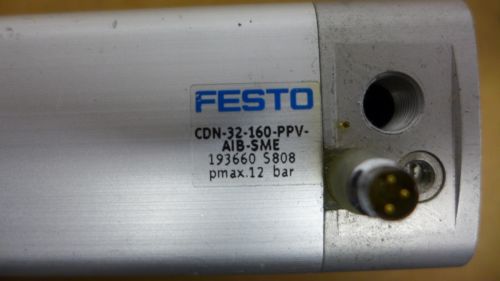 FESTO
CDN-32-160-PPV-
AIB-SME
193660 S808
pmax.12 bar